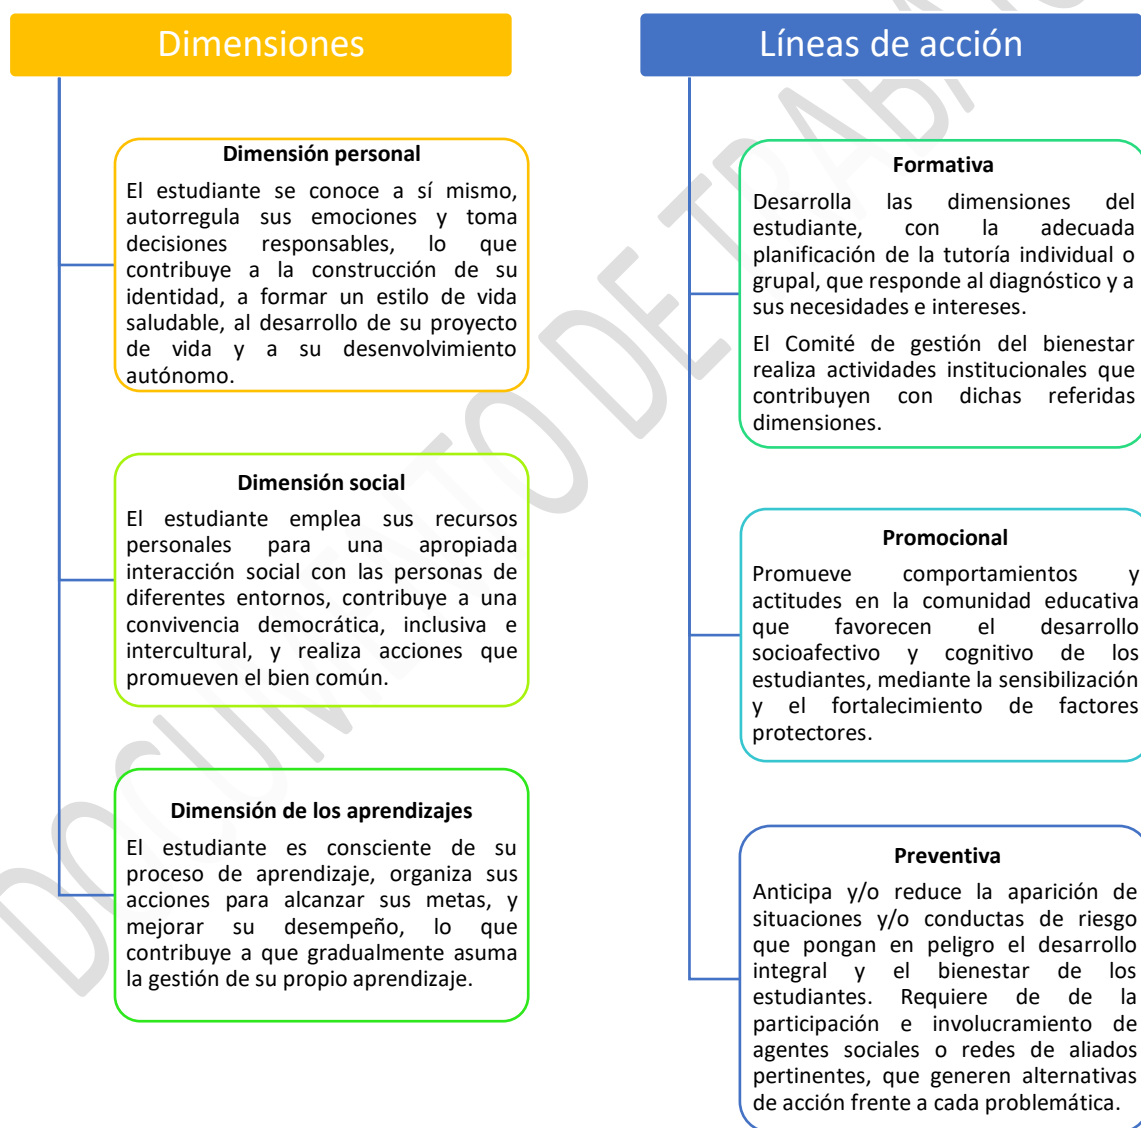 Dimensiones
Dimensión personal
El estudiante se conoce a sí mismo,
autorregula sus emociones y toma
decisiones responsables, lo que
contribuye a la construcción de su
identidad, a formar un estilo de vida
saludable, al desarrollo de su proyecto
de vida y a su desenvolvimiento
autónomo.
Dimensión social
El estudiante emplea sus recursos
personales para una apropiada
interacción social con las personas de
diferentes entornos, contribuye a una
convivencia democrática, inclusiva e
intercultural, y realiza acciones que
promueven el bien común.
Dimensión de los aprendizajes
El estudiante es consciente de su
proceso de aprendizaje, organiza sus
acciones para alcanzar sus metas, y
mejorar su desempeño, lo que
contribuye a que gradualmente asuma
la gestión de su propio aprendizaje.
Líneas de acción
Formativa
Desarrolla las dimensiones del
estudiante, con la adecuada
planificación de la tutoría individual o
grupal, que responde al diagnóstico y a
sus necesidades e intereses.
El Comité de gestión del bienestar
realiza actividades institucionales que
contribuyen con dichas referidas
dimensiones.
Promocional
Promueve comportamientos y
actitudes en la comunidad educativa
que favorecen el desarrollo
socioafectivo y cognitivo de los
estudiantes, mediante la sensibilización
y el fortalecimiento de factores
protectores.
Preventiva
Anticipa y/o reduce la aparición de
situaciones y/o conductas de riesgo
que pongan en peligro el desarrollo
integral y el bienestar de los
estudiantes. Requiere de de la
participación e involucramiento de
agentes sociales o redes de aliados
pertinentes, que generen alternativas
de acción frente a cada problemática.
DOCUMENTO DE TRABA